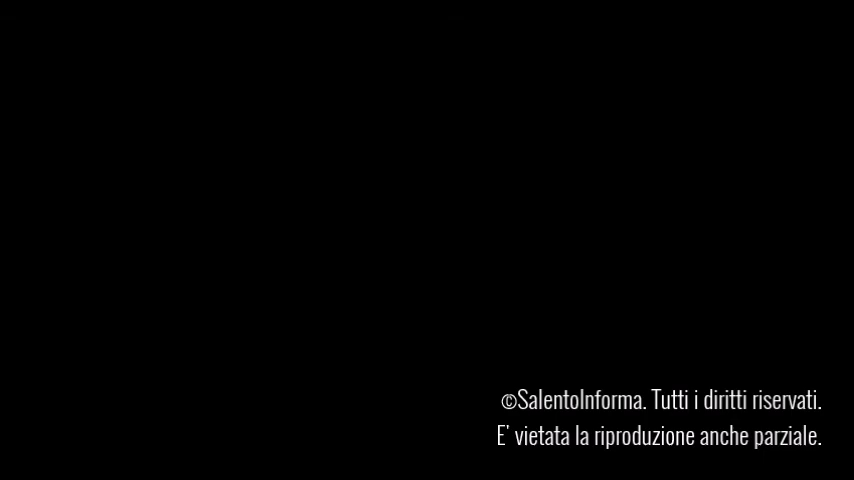 ©SalentoInforma. Tutti i diritti riservati.
E' vietata la riproduzione anche parziale.